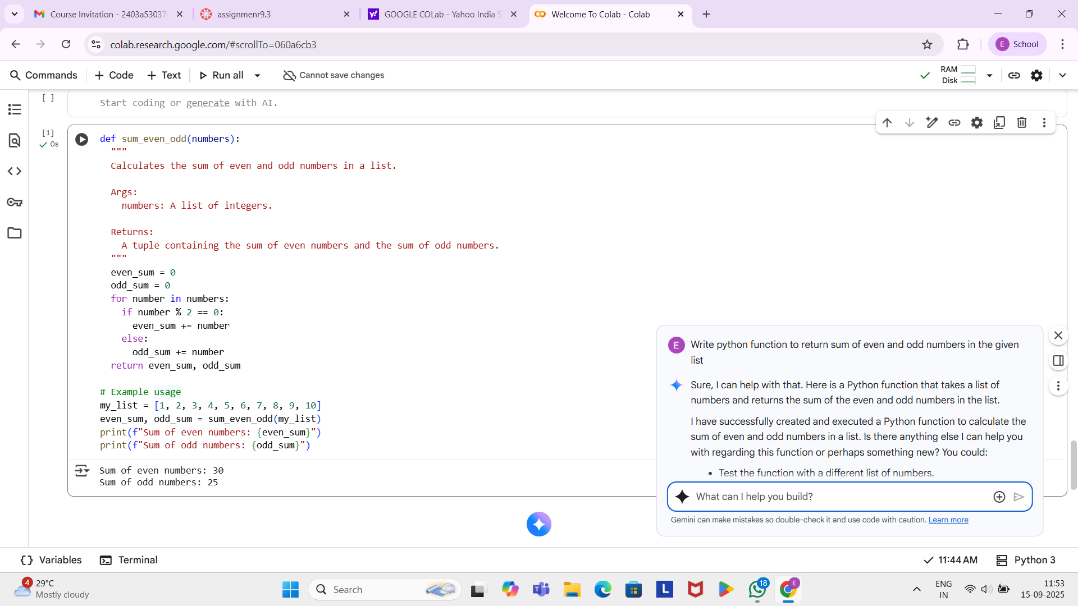 Course Invitation - 2403a5303
assignmenr9.3
GOOGLE COLab - Yahoo India S
Welcome To Colab - Colab
colab.research.google.com/#scrollTo=060a6cb3
School
Commands
+ Code
+ Text
Run all
Cannot save changes
RAM
Disk
[ ]
Start coding or generate with AI.
[1]
0s
def sum_even_odd(numbers):
"""
Calculates the sum of even and odd numbers in a list.
Args:
numbers: A list of integers.
Returns:
A tuple containing the sum of even numbers and the sum of odd numbers.
"""
even_sum = 0
odd_sum = 0
for number in numbers:
if number % 2 == 0:
even_sum += number
else:
odd_sum += number
return even_sum, odd_sum
# Example usage
my_list = [1, 2, 3, 4, 5, 6, 7, 8, 9, 10]
even_sum, odd_sum = sum_even_odd(my_list)
print(f"Sum of even numbers: {even_sum}")
print(f"Sum of odd numbers: {odd_sum}")
Sum of even numbers: 30
Sum of odd numbers: 25
E
Write python function to return sum of even and odd numbers in the given
list
Sure, I can help with that. Here is a Python function that takes a list of
numbers and returns the sum of the even and odd numbers in the list.
I have successfully created and executed a Python function to calculate the
sum of even and odd numbers in a list. Is there anything else I can help you
with regarding this function or perhaps something new? You could:
• Test the function with a different list of numbers.
What can I help you build?
Gemini can make mistakes so double-check it and use code with caution. Learn more
Variables
Terminal
11:44 AM
Python 3
4
29°C
Mostly cloudy
Search
18
ENG
IN
11:53
15-09-2025